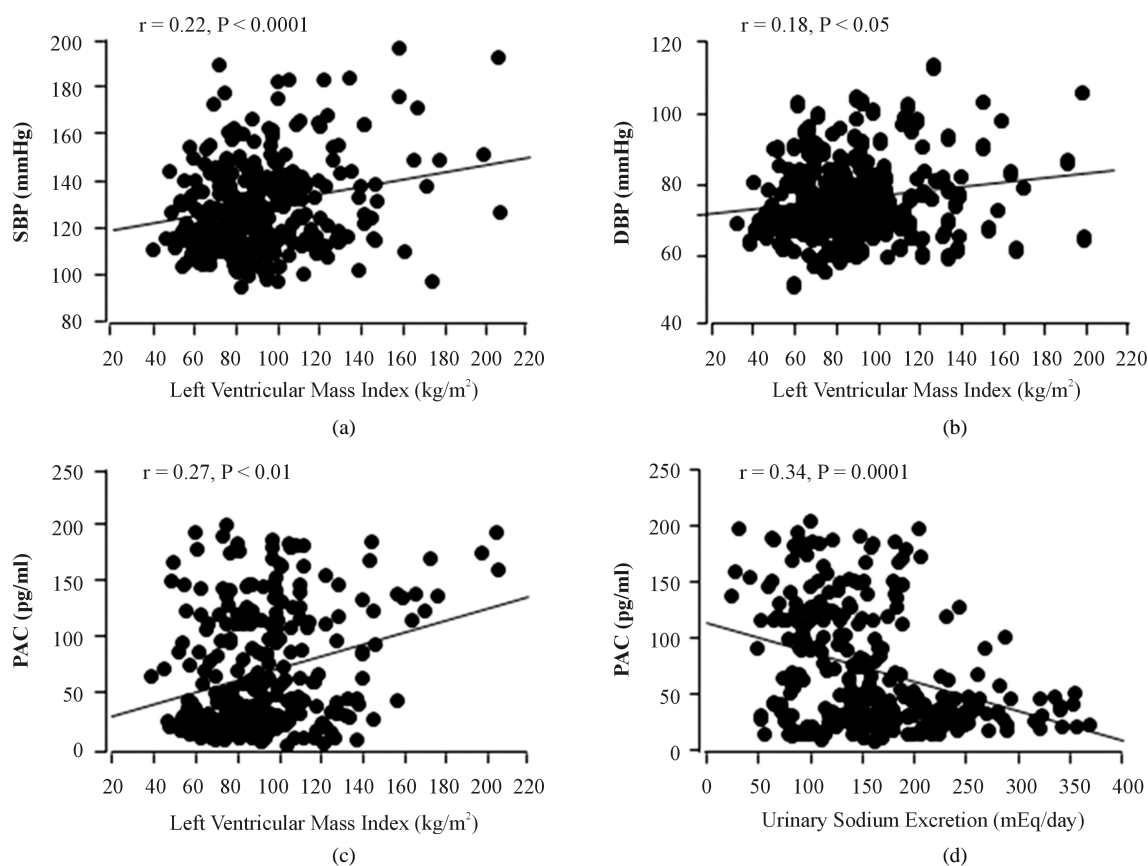 r = 0.22, P < 0.0001
200
180
160
140
120
100
80
SBP (mmHg)
20 40 60 80 100 120 140 160 180 200 220
Left Ventricular Mass Index (kg/m²)
(a)
r = 0.18, P < 0.05
120
100
80
60
40
DBP (mmHg)
20 40 60 80 100 120 140 160 180 200 220
Left Ventricular Mass Index (kg/m²)
(b)
r = 0.27, P < 0.01
250
200
150
100
50
0
PAC (pg/ml)
20 40 60 80 100 120 140 160 180 200 220
Left Ventricular Mass Index (kg/m²)
(c)
r = 0.34, P = 0.0001
250
200
150
100
50
0
PAC (pg/ml)
0 50 100 150 200 250 300 350 400
Urinary Sodium Excretion (mEq/day)
(d)